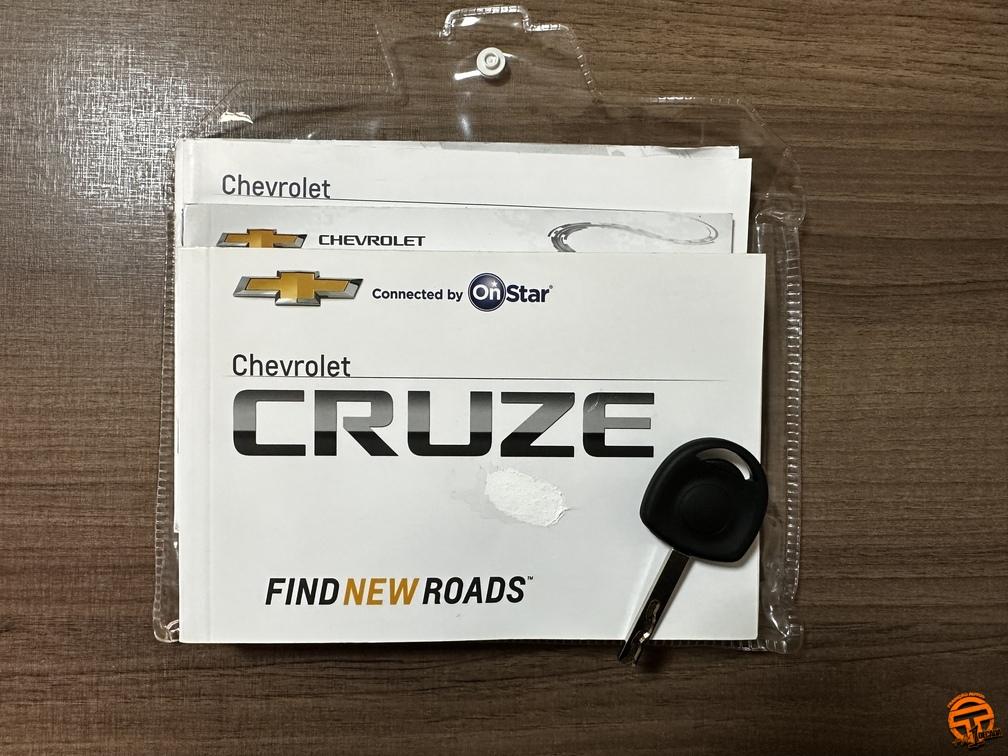 Chevrolet
CHEVROLET
Connected by OnStar®
Chevrolet
CRUZE
FIND NEW ROADS™